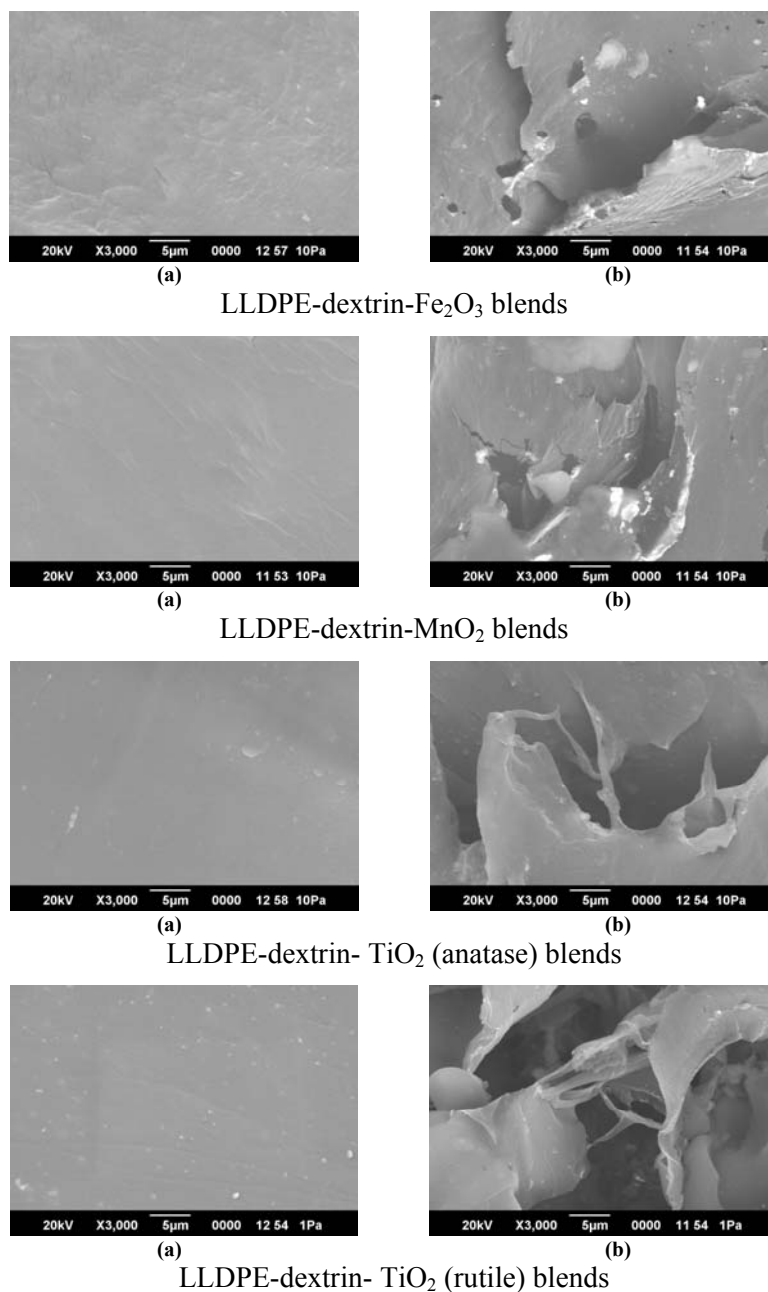 20kV X3,000 5µm 0000 12 57 10Pa
20kV X3,000 5µm 0000 11 54 10Pa
(a)
(b)
LLDPE-dextrin-Fe₂O₃ blends
20kV X3,000 5µm 0000 11 53 10Pa
20kV X3,000 5µm 0000 11 54 10Pa
(a)
(b)
LLDPE-dextrin-MnO₂ blends
20kV X3,000 5µm 0000 12 58 10Pa
20kV X3,000 5µm 0000 12 54 10Pa
(a)
(b)
LLDPE-dextrin- TiO₂ (anatase) blends
20kV X3,000 5µm 0000 12 54 1Pa
20kV X3,000 5µm 0000 11 54 1Pa
(a)
(b)
LLDPE-dextrin- TiO₂ (rutile) blends